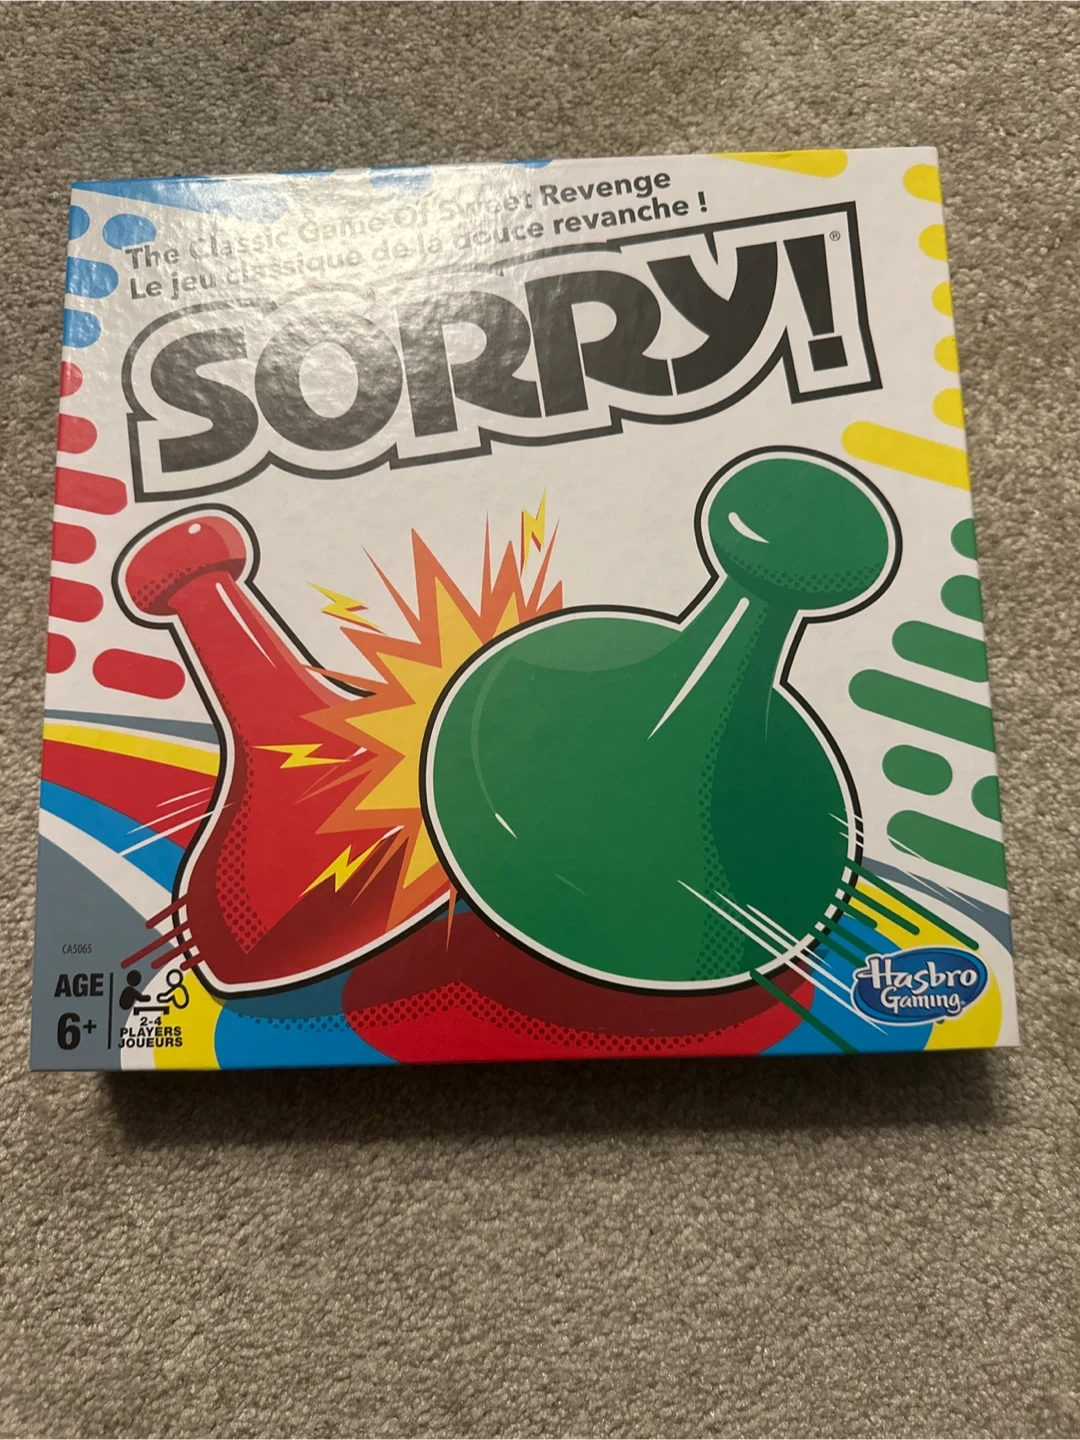 The Classic Game Of Sweet Revenge
Le jeu classique de la douce revanche !
SORRY!®
CA5065
AGE
6+
2-4
PLAYERS
JOUEURS
Hasbro
Gaming